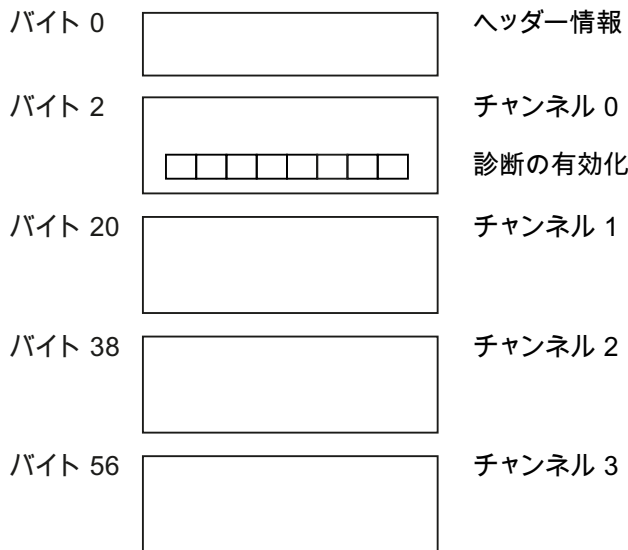 バイト 0 ヘッダー情報
バイト 2 チャンネル 0
診断の有効化
バイト 20 チャンネル 1
バイト 38 チャンネル 2
バイト 56 チャンネル 3